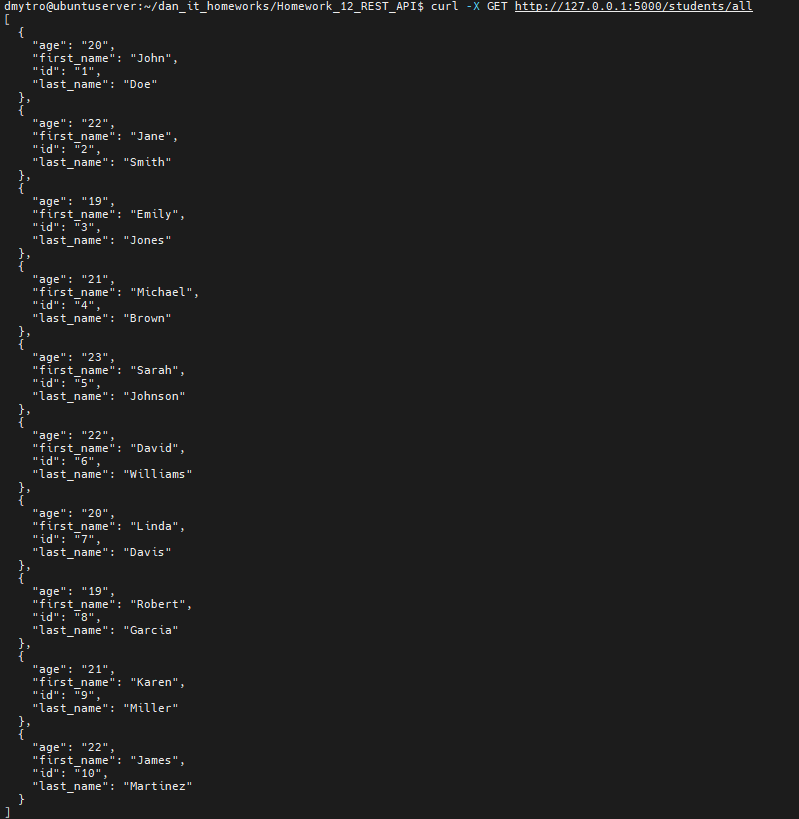 dmytro@ubuntuserver:~/dan_it_homeworks/Homework_12_REST_API$ curl -X GET http://127.0.0.1:5000/students/all
[
  {
    "age": "20",
    "first_name": "John",
    "id": "1",
    "last_name": "Doe"
  },
  {
    "age": "22",
    "first_name": "Jane",
    "id": "2",
    "last_name": "Smith"
  },
  {
    "age": "19",
    "first_name": "Emily",
    "id": "3",
    "last_name": "Jones"
  },
  {
    "age": "21",
    "first_name": "Michael",
    "id": "4",
    "last_name": "Brown"
  },
  {
    "age": "23",
    "first_name": "Sarah",
    "id": "5",
    "last_name": "Johnson"
  },
  {
    "age": "22",
    "first_name": "David",
    "id": "6",
    "last_name": "Williams"
  },
  {
    "age": "20",
    "first_name": "Linda",
    "id": "7",
    "last_name": "Davis"
  },
  {
    "age": "19",
    "first_name": "Robert",
    "id": "8",
    "last_name": "Garcia"
  },
  {
    "age": "21",
    "first_name": "Karen",
    "id": "9",
    "last_name": "Miller"
  },
  {
    "age": "22",
    "first_name": "James",
    "id": "10",
    "last_name": "Martinez"
  }
]